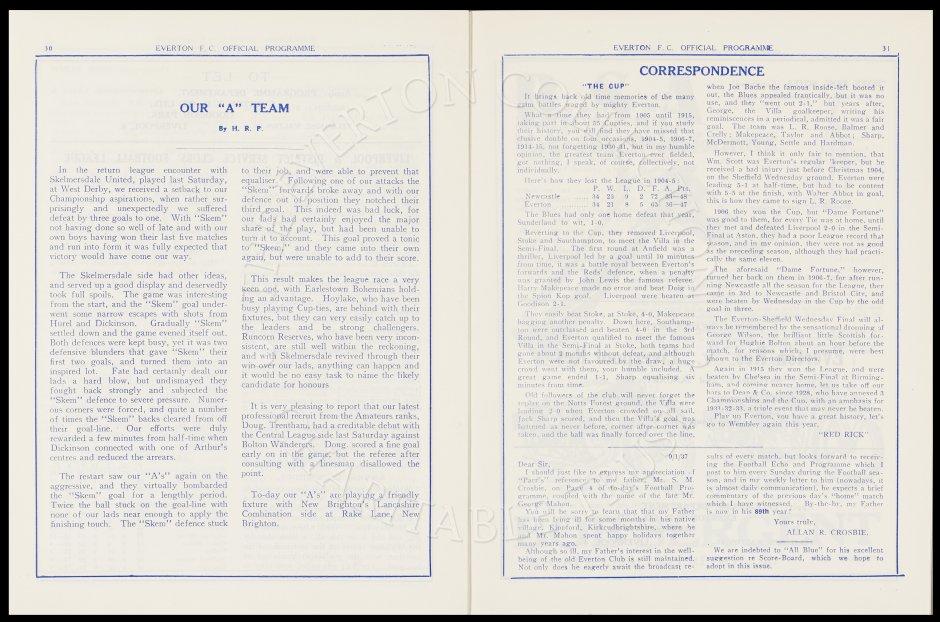 30
EVERTON F. C. OFFICIAL PROGRAMME
OUR "A" TEAM
By H. R. P.
In the return league encounter with
Skelmersdale United, played last Saturday,
at West Derby, we received a setback to our
Championship aspirations, when rather sur-
prisingly and unexpectedly we suffered
defeat by three goals to one. With "Skem"
not having done so well of late and with our
own boys having won their last five matches
and run into form it was fully expected that
victory would have come our way.
The Skelmersdale side had other ideas,
and served up a good display and deservedly
took full spoils. The game was interesting
from the start, and the "Skem" goal under-
went some narrow escapes with shots from
Hurel and Dickinson. Gradually "Skem"
settled down and the game evened itself out.
Both defences were kept busy, yet it was two
defensive blunders that gave "Skem" their
first two goals, and turned them into an
inspired lot. Fate had certainly dealt our
lads a hard blow, but undismayed they
fought back strongly and subjected the
"Skem" defence to severe pressure. Numer-
ous corners were forced, and quite a number
of times the "Skem" backs cleared from off
their goal-line. Our efforts were duly
rewarded a few minutes from half-time when
Dickinson connected with one of Arthur's
centres and reduced the arrears.
The restart saw our "A's" again on the
aggressive, and they virtually bombarded
the "Skem" goal for a lengthy period.
Twice the ball stuck on the goal-line with
none of our lads near enough to apply the
finishing touch. The "Skem" defence stuck
to their job, and were able to prevent that
equaliser. Following one of our attacks the
"Skem" forwards broke away and with our
defence out of position they notched their
third goal. This indeed was bad luck, for
our lads had certainly enjoyed the major
share of the play, but had been unable to
turn it to account. This goal proved a tonic
to "Skem," and they came into their own
again, but were unable to add to their score.
This result makes the league race a very
keen one, with Earlestown Bohemians hold-
ing an advantage. Hoylake, who have been
busy playing Cup-ties, are behind with their
fixtures, but they can very easily catch up to
the leaders and be strong challengers.
Runcorn Reserves, who have been very incon-
sistent, are still well within the reckoning,
and with Skelmersdale revived through their
win over our lads, anything can happen and
it would be no easy task to name the likely
candidate for honours
It is very pleasing to report that our latest
professional recruit from the Amateurs ranks,
Doug. Trentham, had a creditable debut with
the Central League side last Saturday against
Bolton Wanderers. Doug. scored a fine goal
early on in the game, but the referee after
consulting with a linesman disallowed the
point.
To-day our "A's" are playing a friendly
fixture with New Brighton's Lancashire
Combination side at Rake Lane, New
Brighton.
EVERTON F. C. OFFICIAL PROGRAMME
31
CORRESPONDENCE
"THE CUP"
It brings back old time memories of the many
grim battles waged by mighty Everton.
What a time they had from 1905 until 1915,
taking part in about 55 Cupties, and if you study
their history, you will find they have missed that
elusive double on four occasions, 1904-5, 1906-7,
1914-15, not forgetting 1930-31, but in my humble
opinion, the greatest team Everton ever fielded,
got nothing, I speak, of course, collectively, not
individually.
Here's how they lost the League in 1904-5:
P. W. L. D. F. A. Pts.
Newcastle ......... 34 23 9 2 72 33—48
Everton ......... 34 21 8 5 63 36—47
The Blues had only one home defeat that year,
Sunderland to wit, 1-0.
Reverting to the Cup, they removed Liverpool,
Stoke and Southampton, to meet the Villa in the
Semi-Final. The first round at Anfield was a
thriller, Liverpool led by a goal until 10 minutes
from time, it was a battle royal between Everton's
forwards and the Reds' defence, when a penalty
was granted by John Lewis the famous referee.
Makepeace made no error and beat Doig in
the Spion Kop goal. Liverpool were beaten at
Goodison 2-1.
They easily beat Stoke, at Stoke, 4-0, Makepeace
bagging another penalty. Down here, Southamp-
ton were outclassed and beaten 4-0 in the 3rd
Round, and Everton qualified to meet the famous
Villa in the Semi-Final at Stoke, both teams had
gone about 2 months without defeat, and although
Everton were not favoured by the draw, a huge
crowd went with them, your humble included. A
great game ended 1-1, Sharp equalising six
minutes from time.
Old followers of the club will never forget the
replay on the Notts Forest ground, the Villa were
leading 2-0 when Everton crowded on all sail,
Jack Sharp scored, and then the Villa's goal was
battered as never before, corner after corner was
taken, and the ball was finally forced over the line,
when Joe Bache the famous inside-left booted it
out, the Blues appealed frantically, but it was no
use, and they "went out 2-1," but years after,
George, the Villa goalkeeper, writing his
reminiscences in a periodical, admitted it was a fair
goal. The team was L. R. Roose, Balmer and
Crelly; Makepeace, Taylor and Abbot; Sharp,
McDermott, Young, Settle and Hardman.
However, I think it only fair to mention, that
Wm. Scott was Everton's regular keeper, but he
received a bad injury just before Christmas 1904,
on the Sheffield Wednesday ground, Everton were
leading 5-1 at half-time, but had to be content
with 5-5 at the finish, with Walter Abbot in goal,
this is how they came to sign L. R. Roose.
1906 they won the Cup, but "Dame Fortune"
was good to them, for every Tie was at home, until
they met and defeated Liverpool 2-0 in the Semi-
Final at Aston, they had a poor League record that
season, and in my opinion, they were not as good
as the preceding season, although they had practi-
cally the same eleven.
The aforesaid "Dame Fortune," however,
turned her back on them in 1906-7, for after run-
ning Newcastle all the season for the League, they
came in 3rd to Newcastle and Bristol City, and
were beaten by Wednesday in the Cup by the odd
goal in three.
The Everton-Sheffield Wednesday Final will al-
ways be remembered by the sensational dropping of
George Wilson, the brilliant little Scottish for-
ward for Hughie Bolton about an hour before the
match, for reasons which, I presume, were best
known to the Everton Directors.
Again in 1915 they won the League, and were
beaten by Chelsea in the Semi-Final at Birming-
ham, and coming nearer home, let us take off our
hats to Dean & Co. since 1928, who have annexed 3
Championships and the Cup, with an emphasis for
1931-32-33, a triple event that may never be beaten.
Play up Everton, you have a great history, let's
go to Wembley again this year.
"RED RICK"
9/1/37
Dear Sir,
I should just like to express my appreciation of
reference to my father, Mr. S. M.
Crosbie, on Page 8 of to-day's Football Pro-
gramme, coupled with the name of the late Mr.
George Mahon.
You will be sorry to learn that that my Father
has been lying ill for some months in his native
village, Kippford, Kirkcudbrightshire, where he
and Mr. Mahon spent happy holidays together
many years ago.
Although so ill, my Father's interest in the well-
being of the old Everton Club is still maintained.
Not only does he eagerly await the broadcast re-
sults of every match, but looks forward to receiv-
ing the Football Echo and Programme which I
post to him every Sunday during the Football sea-
son, and in my weekly letter to him (nowadays, it
is almost daily communication), he expects a brief
commentary of the previous day's "home" match
which I have witnessed. By-the-by, my Father
is now in his 89th year!
Yours truly,
ALLAN R. CROSBIE.
We are indebted to "All Blue" for his excellent
suggestion re Score-Board, which we hope to
adopt in this issue.